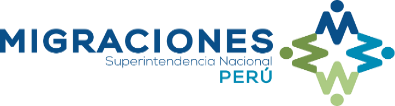 MIGRACIONES
Superintendencia Nacional
PERÚ